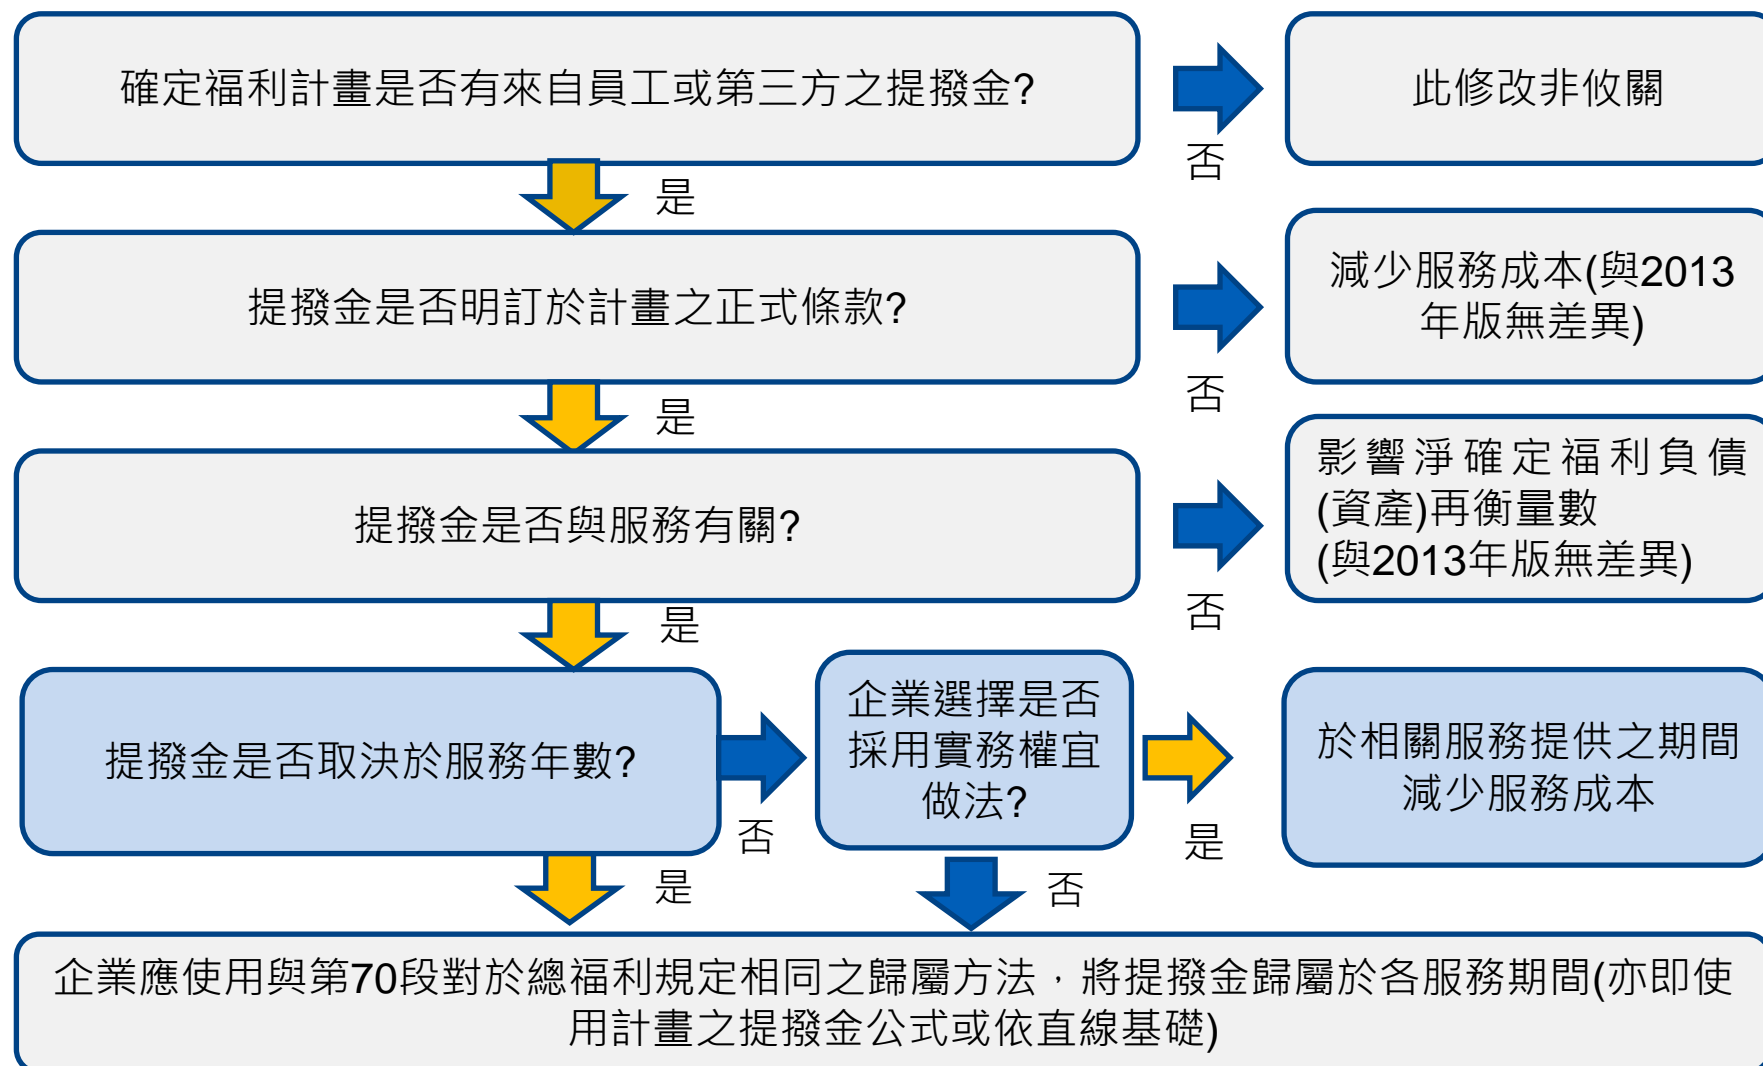 確定福利計畫是否有來自員工或第三方之提撥金?
否
此修改非攸關
是
提撥金是否明訂於計畫之正式條款?
否
減少服務成本(與2013
年版無差異)
是
提撥金是否與服務有關?
否
影響淨確定福利負債
(資產)再衡量數
(與2013年版無差異)
是
提撥金是否取決於服務年數?
否
企業選擇是否
採用實務權宜
做法?
是
於相關服務提供之期間
減少服務成本
是
否
企業應使用與第70段對於總福利規定相同之歸屬方法，將提撥金歸屬於各服務期間(亦即使
用計畫之提撥金公式或依直線基礎)